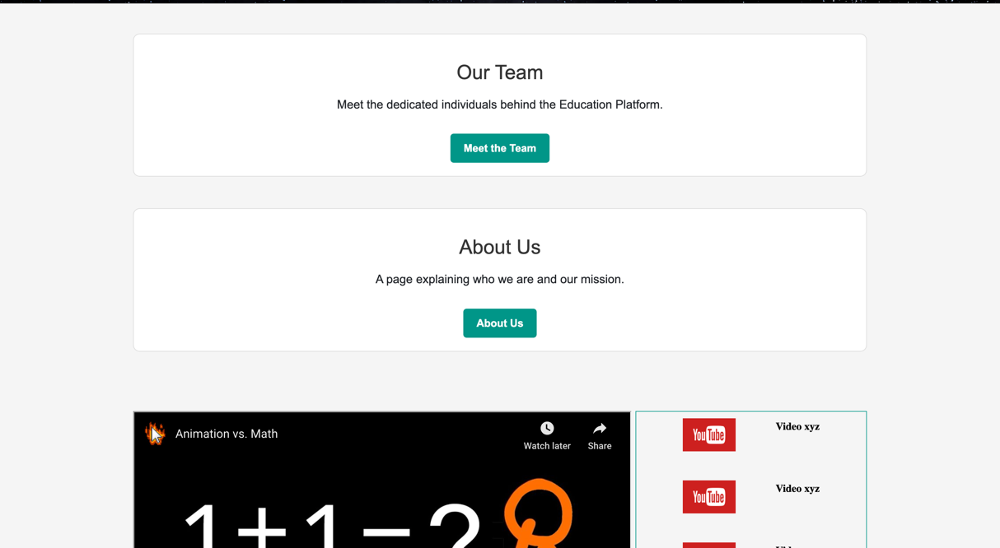 Our Team
Meet the dedicated individuals behind the Education Platform.
Meet the Team
About Us
A page explaining who we are and our mission.
About Us
Animation vs. Math
Watch later
Share
1+1=2
YouTube
Video xyz
YouTube
Video xyz